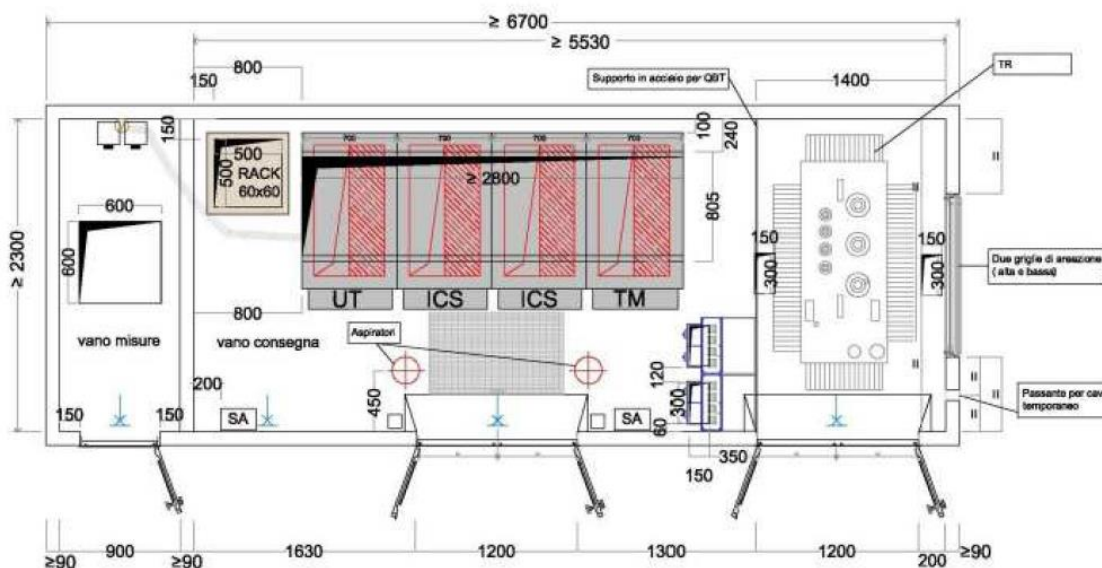 ≥ 6700
≥ 5530
800
150
Supporto in acciaio per QBT
1400
TR
150
100
240
700
700
700
700
500
500
RACK
60x60
≥ 2800
805
600
600
≥ 2300
150
300
150
300
=
=
Due griglie di areazione
( alta e bassa)
UT
ICS
ICS
TM
800
vano misure
vano consegna
Aspiratori
200
450
120
300
60
=
=
=
Passante per cav
temporaneo
150
150
SA
SA
350
150
≥90
900
≥90
1630
1200
1300
1200
200
≥90